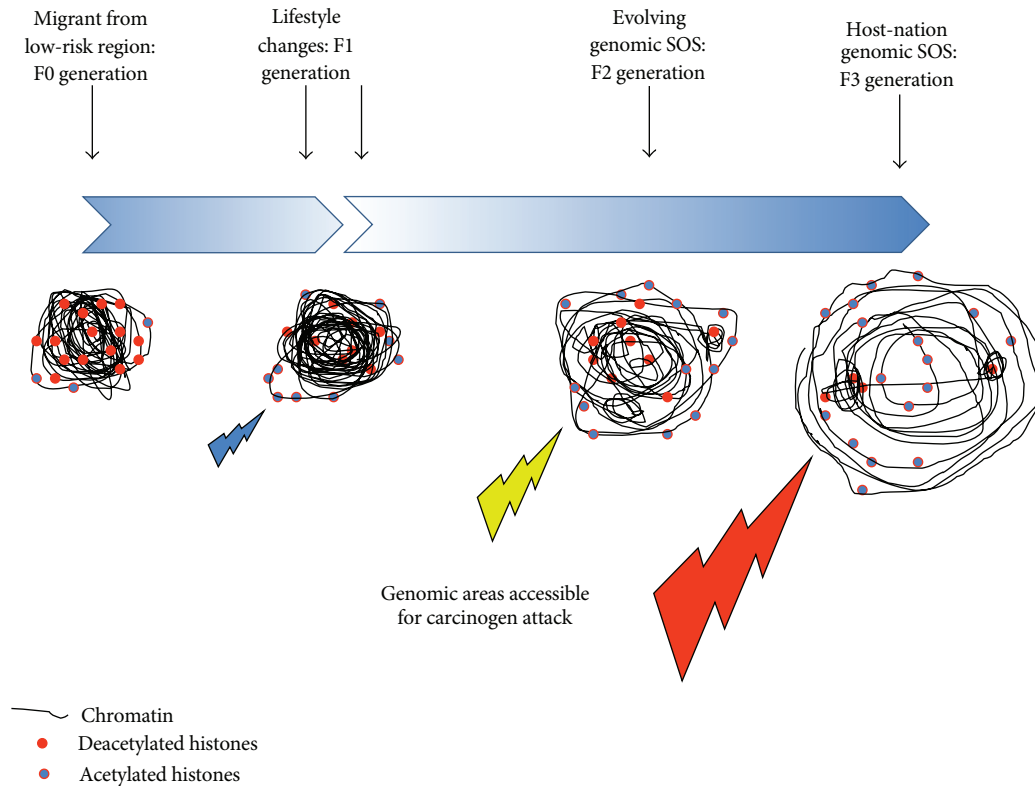 Migrant from
low-risk region:
F0 generation
Lifestyle
changes: F1
generation
Evolving
genomic SOS:
F2 generation
Host-nation
genomic SOS:
F3 generation
Genomic areas accessible
for carcinogen attack
Chromatin
Deacetylated histones
Acetylated histones